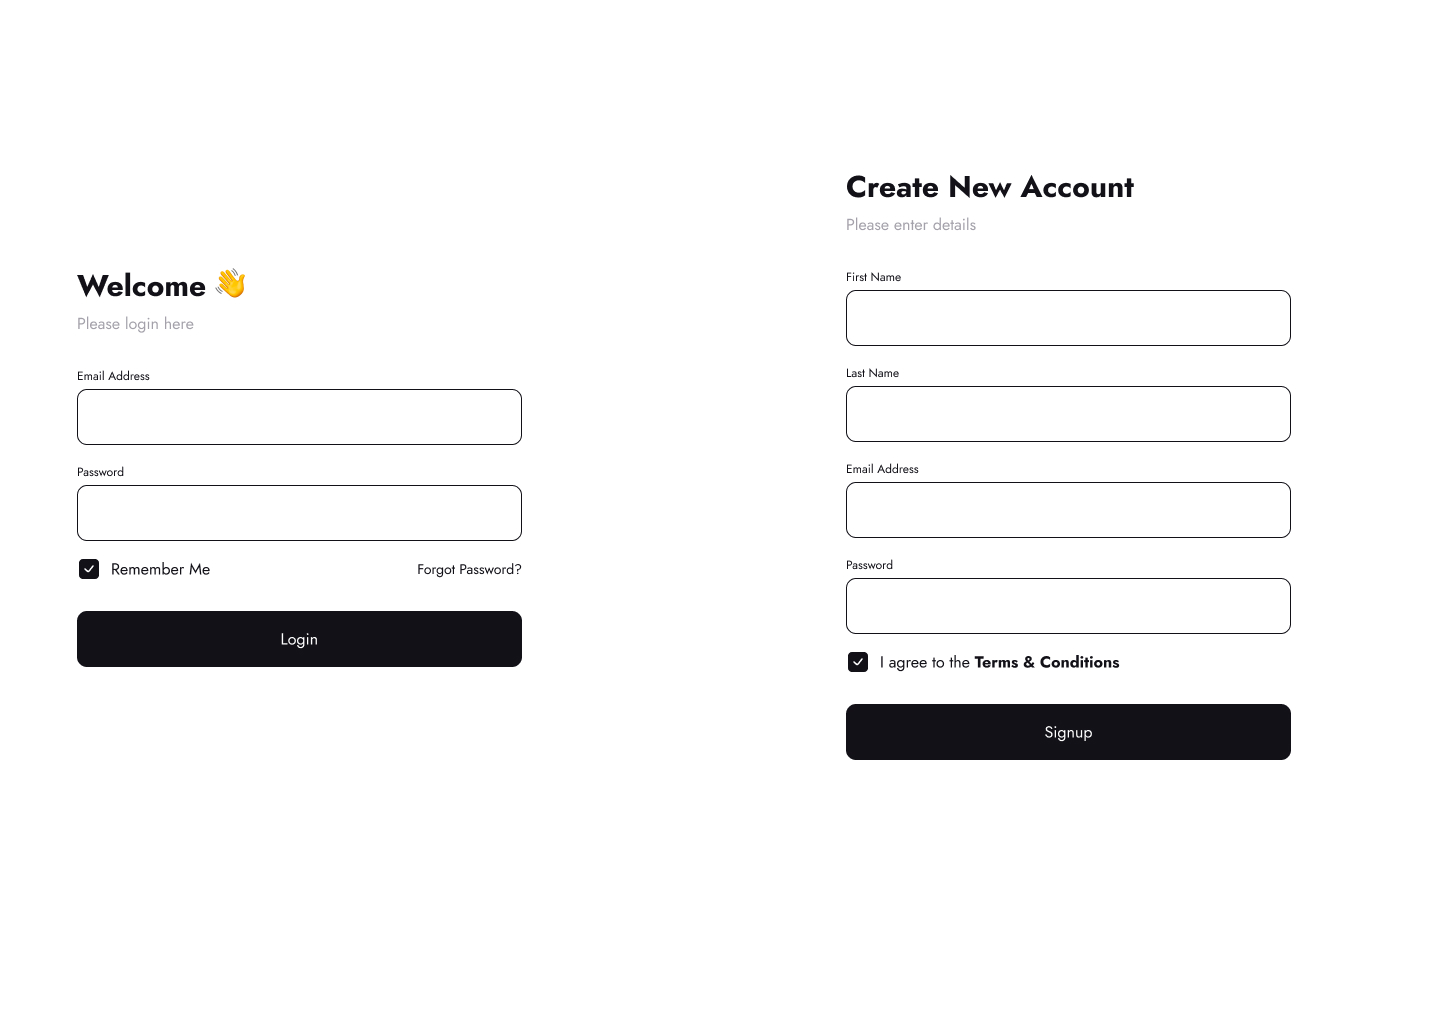 Welcome 👋
Please login here
Email Address
Password
Remember Me
Forgot Password?
Login
Create New Account
Please enter details
First Name
Last Name
Email Address
Password
I agree to the Terms & Conditions
Signup